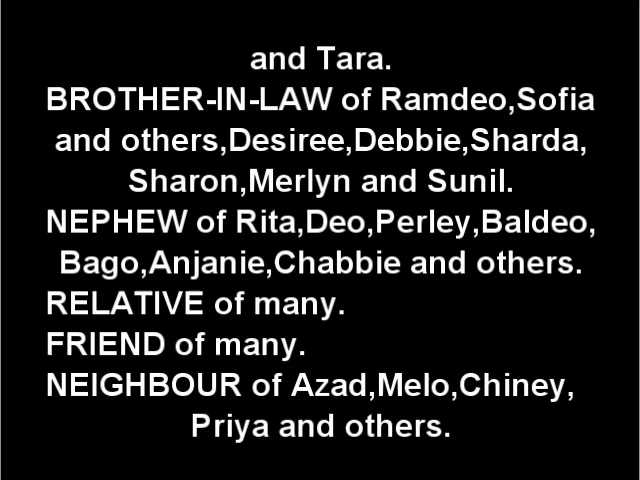 and Tara.
BROTHER-IN-LAW of Ramdeo,Sofia
and others,Desiree,Debbie,Sharda,
Sharon,Merlyn and Sunil.
NEPHEW of Rita,Deo,Perley,Baldeo,
Bago,Anjanie,Chabbie and others.
RELATIVE of many.
FRIEND of many.
NEIGHBOUR of Azad,Melo,Chiney,
Priya and others.